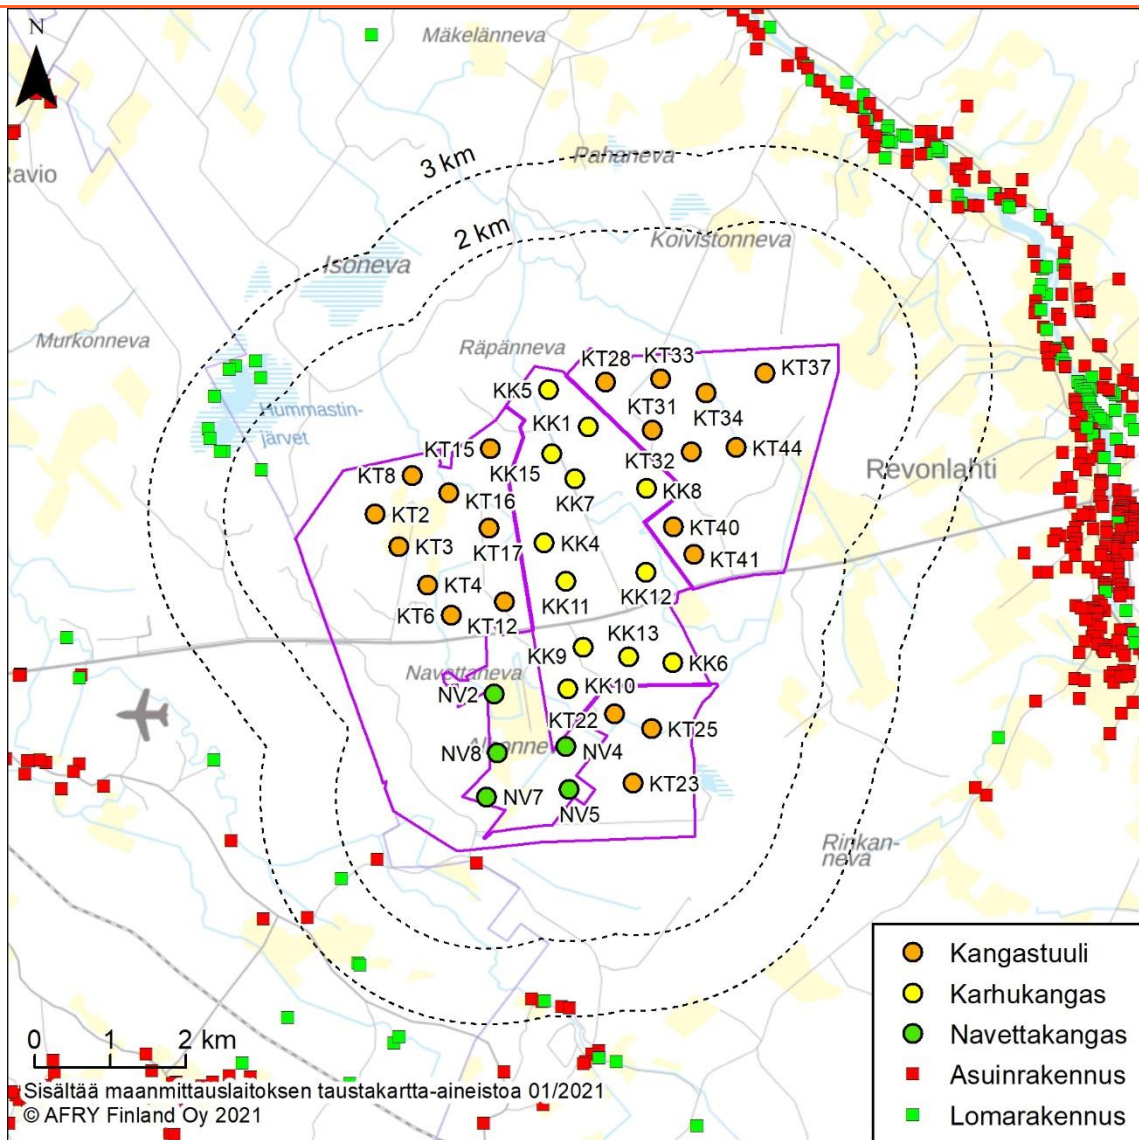 N
Mäkelänneva
3 km
Pahaneva
2 km
Koivistonneva
Isoneva
Murkonneva
Räpänneva
KT28
KT33
KT37
KK5
KT34
Hummastin-
järvet
KK1
KT31
KT15
KK15
KT32
KT44
Revonlahti
KT8
KK7
KK8
KT16
KT2
KT17
KT40
KT3
KK4
KT41
KT4
KK11
KK12
KT6
KT12
KK13
KK9
KK6
Navettaneva
NV2
KK10
KT22
KT25
NV8
NV4
KT23
NV7
NV5
Rinkan-
neva
0 1 2 km
Sisältää maanmittauslaitoksen taustakartta-aineistoa 01/2021
© AFRY Finland Oy 2021
Kangastuuli
Karhukangas
Navettakangas
Asuinrakennus
Lomarakennus